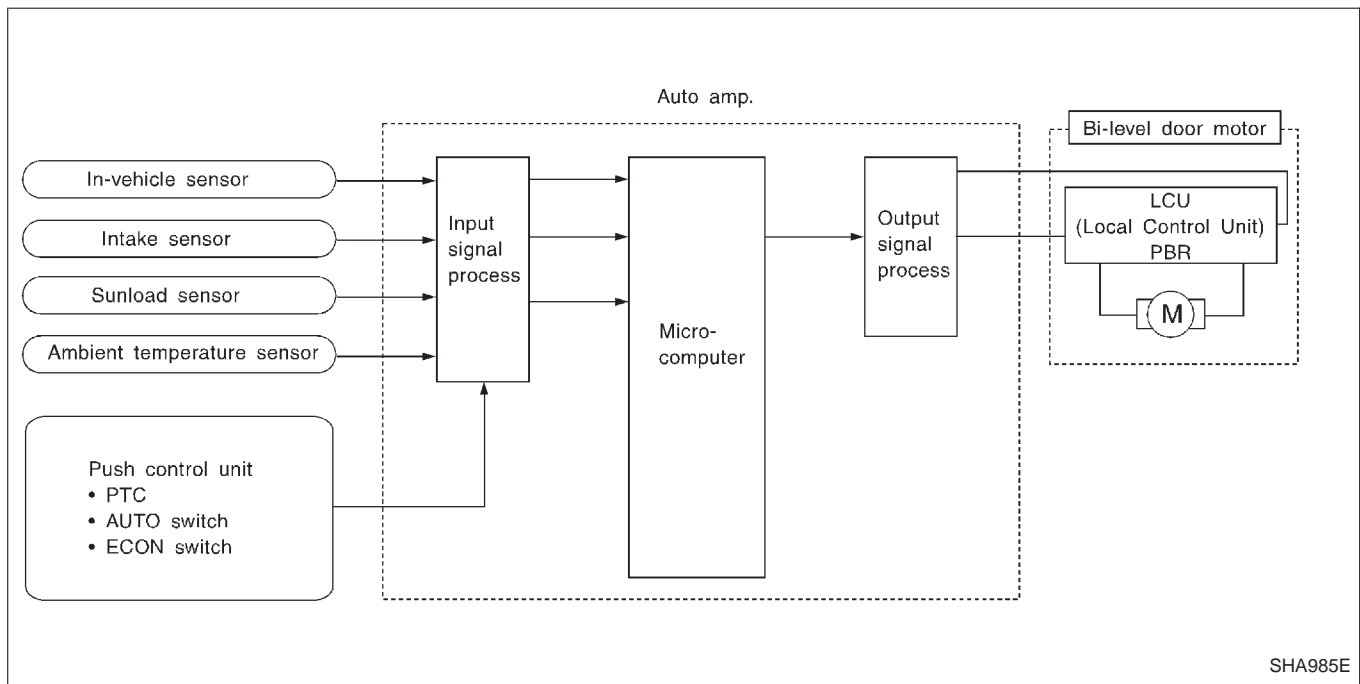 Auto amp.
Bi-level door motor
In-vehicle sensor
Intake sensor
Sunload sensor
Ambient temperature sensor
Input
signal
process
Micro-
computer
Output
signal
process
LCU
(Local Control Unit)
PBR
M
Push control unit
• PTC
• AUTO switch
• ECON switch
SHA985E